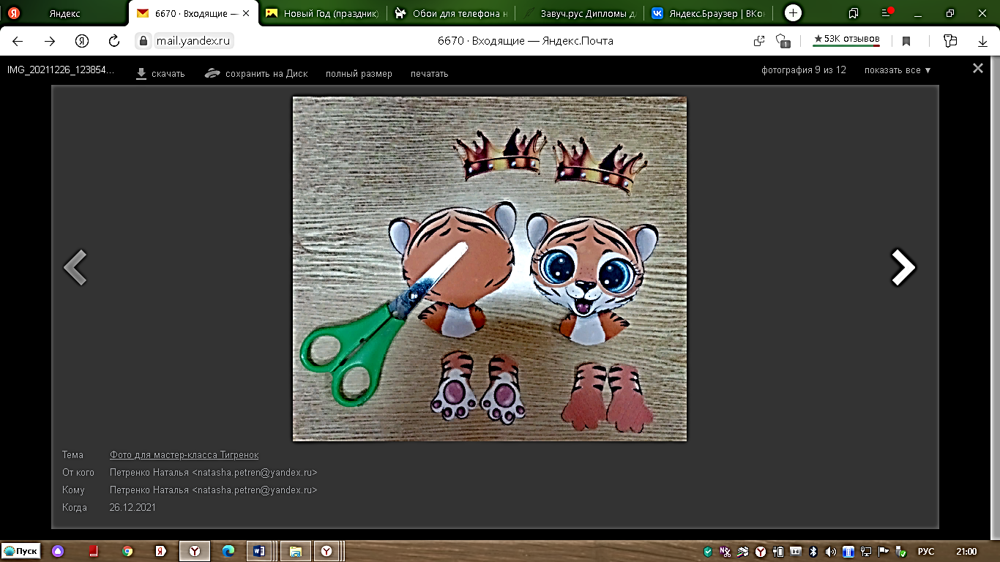 Яндекс
6670 · Входящие —
Новый Год (праздник)
Обои для телефона н
Завуч.рус Дипломы д
Яндекс.Браузер | ВКон
mail.yandex.ru
6670 · Входящие — Яндекс.Почта
1
★ 53K отзывов
IMG_20211226_123854...
скачать
сохранить на Диск
полный размер
печатать
фотография 9 из 12
показать все ▼
Тема Фото для мастер-класса Тигренок
От кого Петренко Наталья <natasha.petren@yandex.ru>
Кому Петренко Наталья <natasha.petren@yandex.ru>
Когда 26.12.2021
Пуск
РУС
21:00